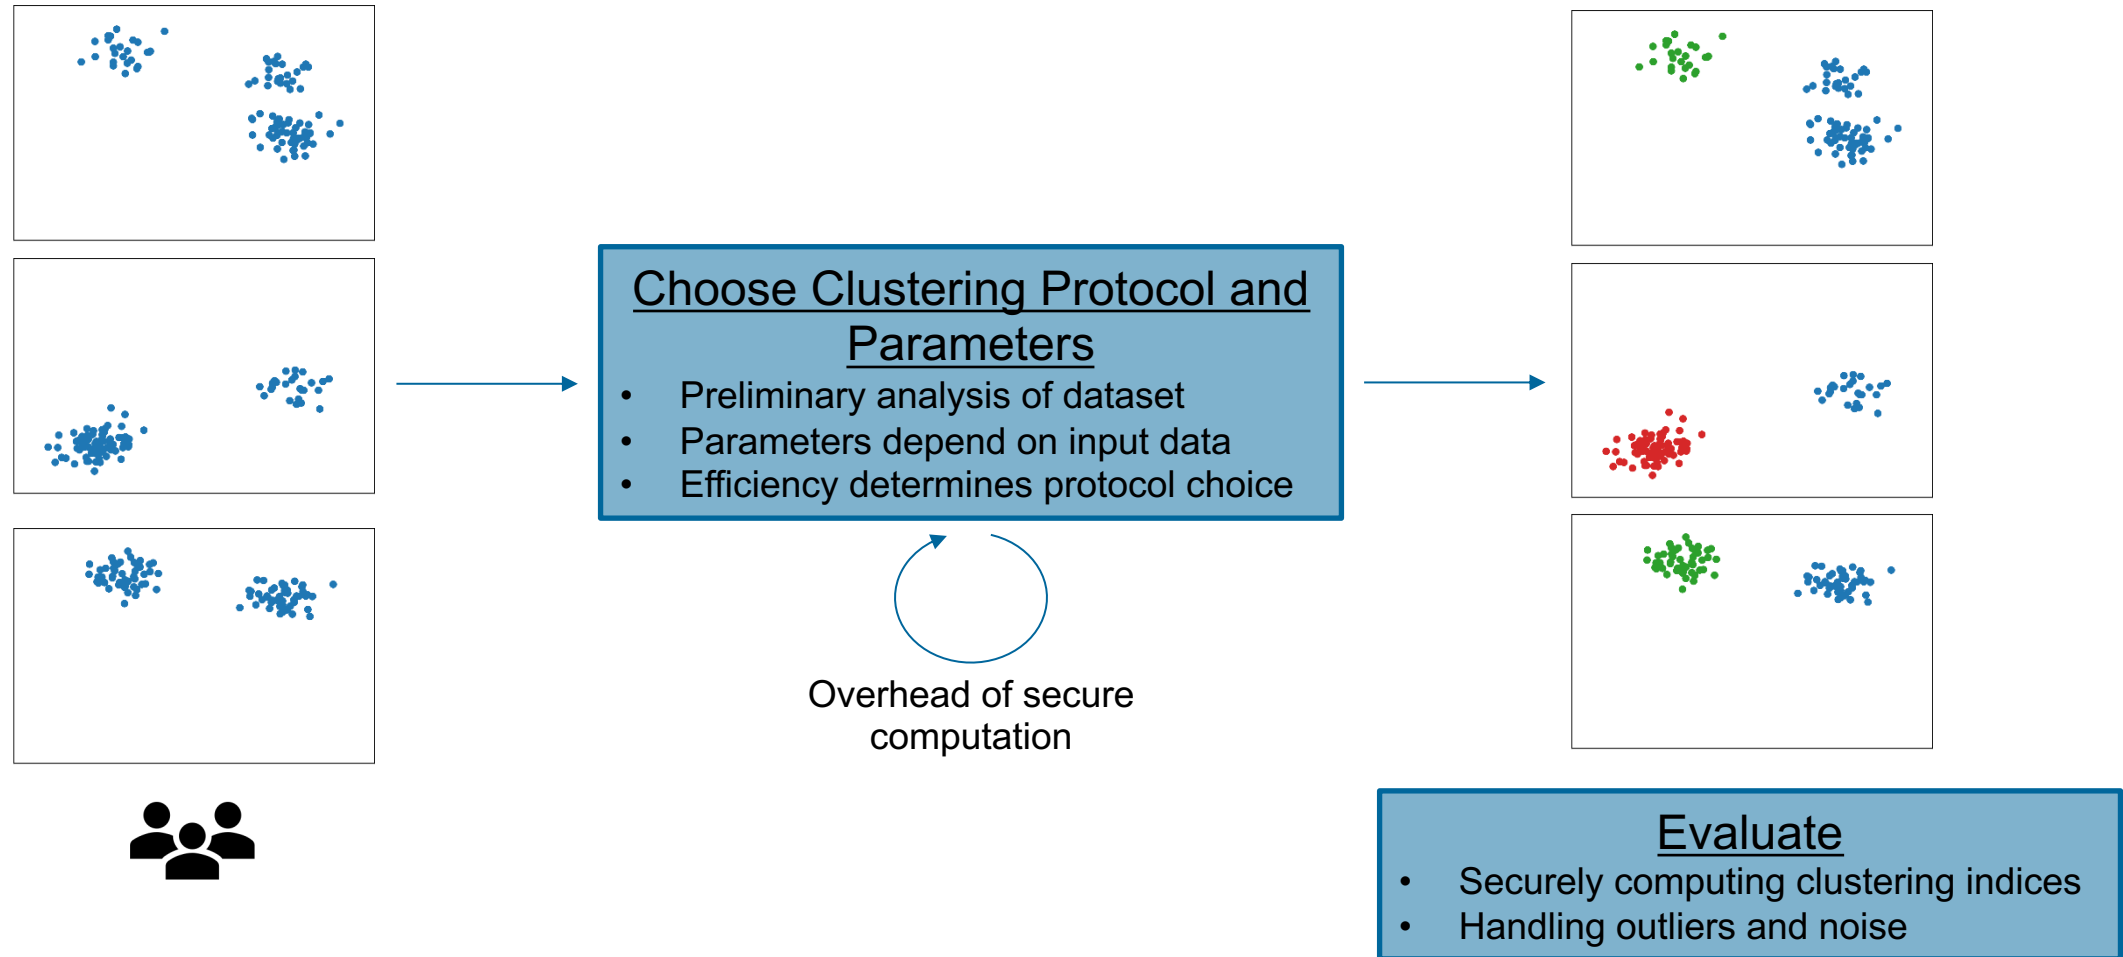 Choose Clustering Protocol and
Parameters
• Preliminary analysis of dataset
• Parameters depend on input data
• Efficiency determines protocol choice
Overhead of secure
computation
Evaluate
• Securely computing clustering indices
• Handling outliers and noise